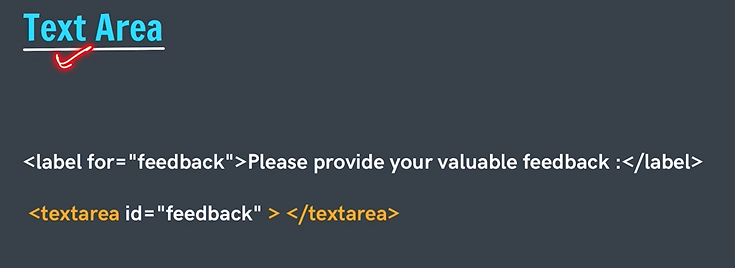 Text Area
<label for="feedback">Please provide your valuable feedback :</label>
<textarea id="feedback" > </textarea>